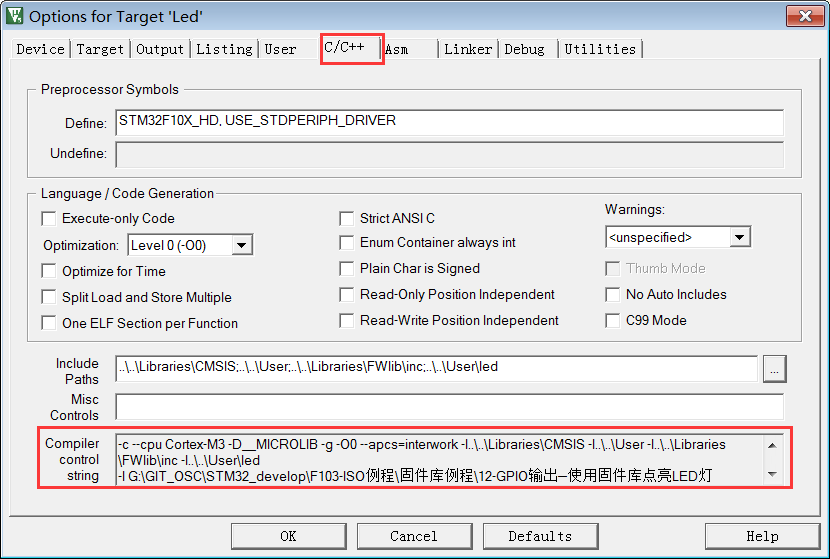 Options for Target 'Led'
Device Target Output Listing User C/C++ Asm Linker Debug Utilities
Preprocessor Symbols
Define: STM32F10X_HD, USE_STDPERIPH_DRIVER
Undefine:
Language / Code Generation
Execute-only Code
Optimization: Level 0 (-O0)
Optimize for Time
Split Load and Store Multiple
One ELF Section per Function
Strict ANSI C
Enum Container always int
Plain Char is Signed
Read-Only Position Independent
Read-Write Position Independent
Warnings:
<unspecified>
Thumb Mode
No Auto Includes
C99 Mode
Include
Paths
..\..\Libraries\CMSIS;..\..\User;..\..\Libraries\FWlib\inc;..\..\User\led
...
Misc
Controls
Compiler
control
string
-c --cpu Cortex-M3 -D__MICROLIB -g -O0 --apcs=interwork -I..\..\Libraries\CMSIS -I..\..\User -I..\..\Libraries
\FWlib\inc -I..\..\User\led
-I G:\GIT_OSC\STM32_develop\F103-ISO例程\固件库例程\12-GPIO输出—使用固件库点亮LED灯
OK Cancel Defaults Help